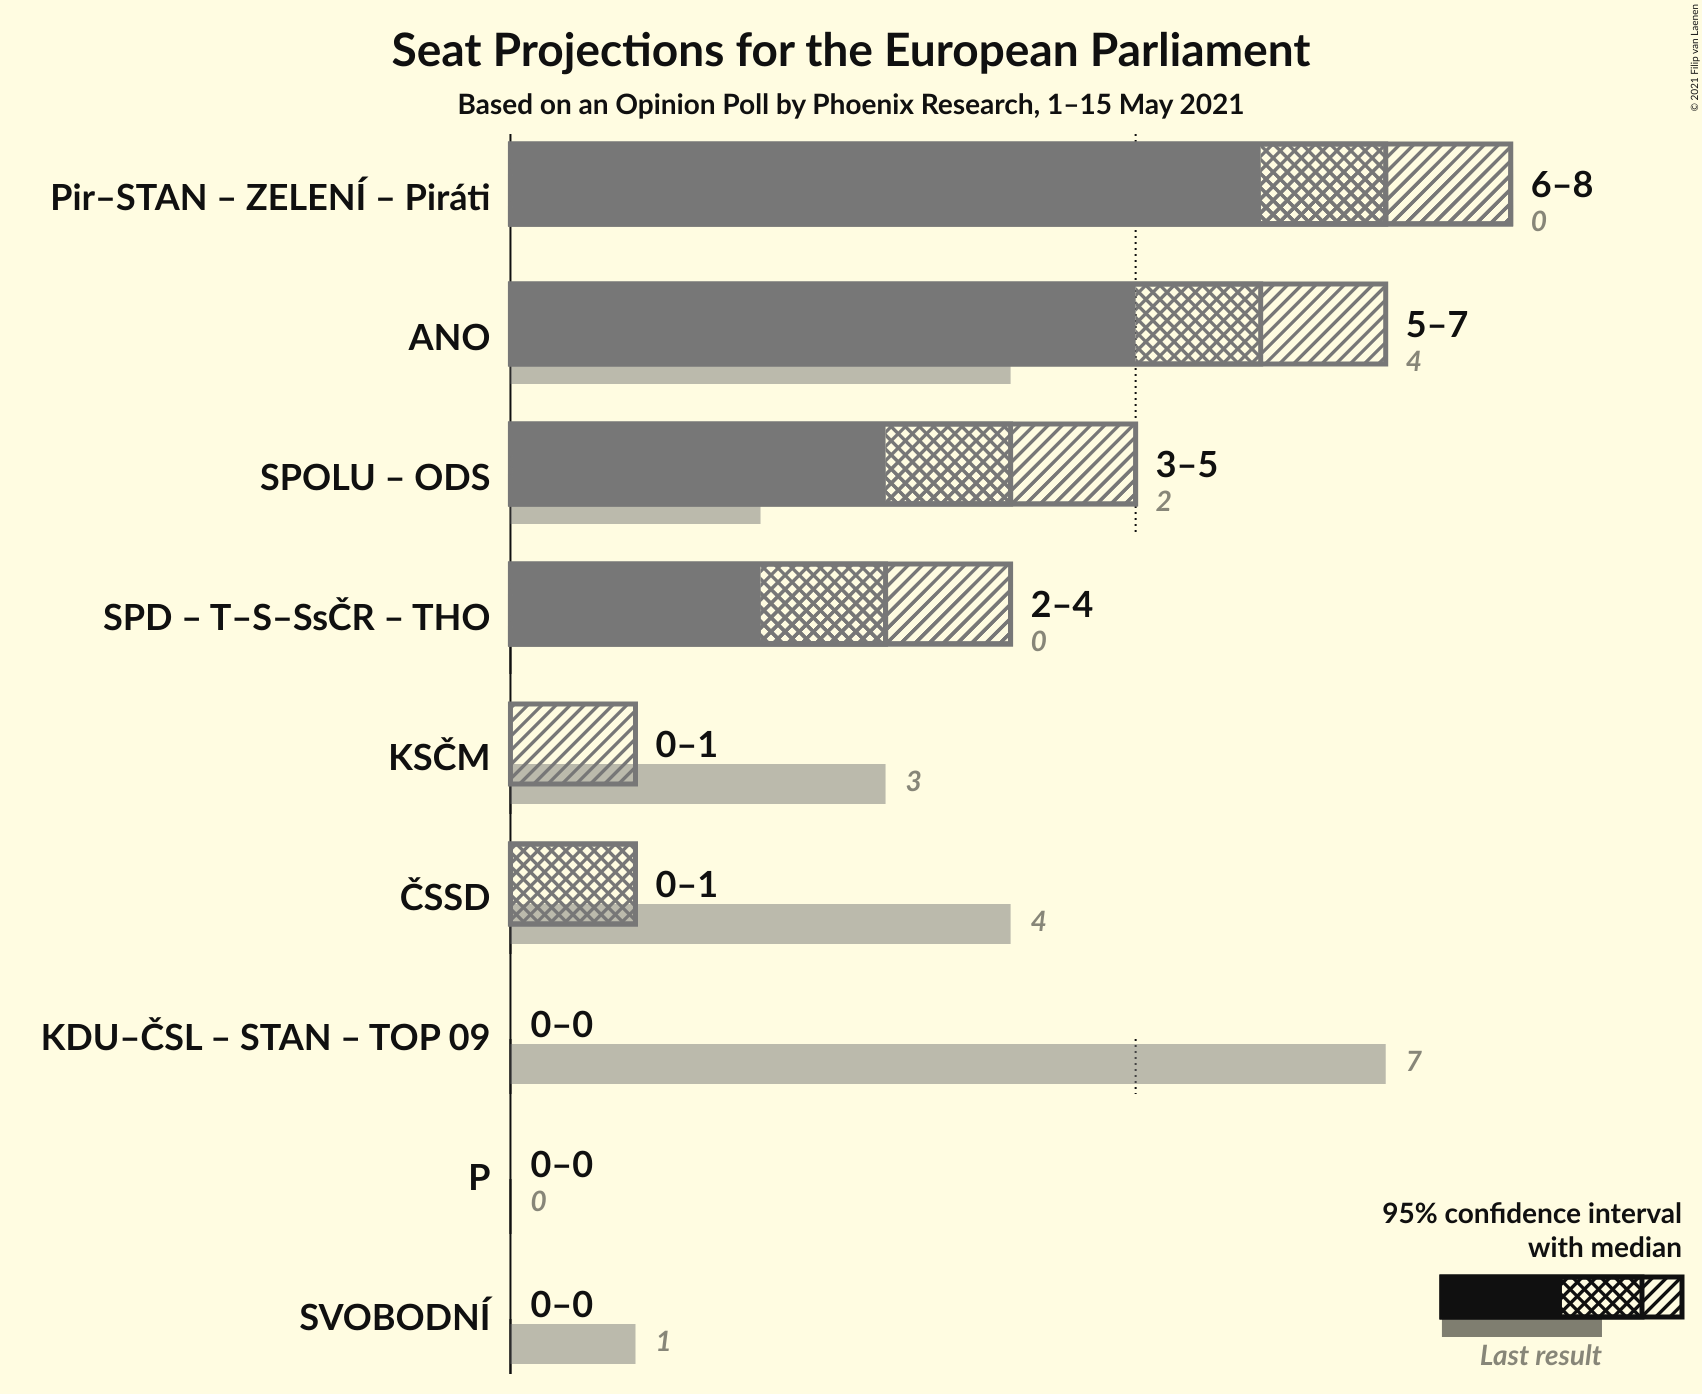 Seat Projections for the European Parliament
Based on an Opinion Poll by Phoenix Research, 1–15 May 2021
© 2021 Filip van Laenen
Pir–STAN – ZELENÍ – Piráti
6–8
0
ANO
5–7
4
SPOLU – ODS
3–5
2
SPD – T–S–SsČR – THO
2–4
0
KSČM
0–1
3
ČSSD
0–1
4
KDU–ČSL – STAN – TOP 09
0–0
7
P
0–0
0
SVOBODNÍ
0–0
1
95% confidence interval
with median
Last result